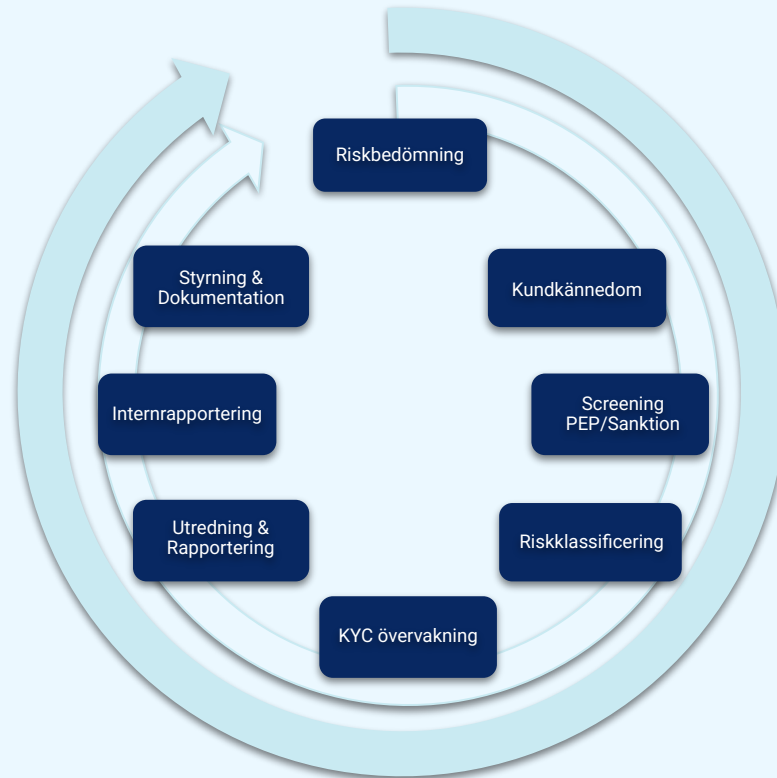 Riskbedömning
Kundkännedom
Screening
PEP/Sanktion
Riskklassificering
KYC övervakning
Utredning &
Rapportering
Internrapportering
Styrning &
Dokumentation